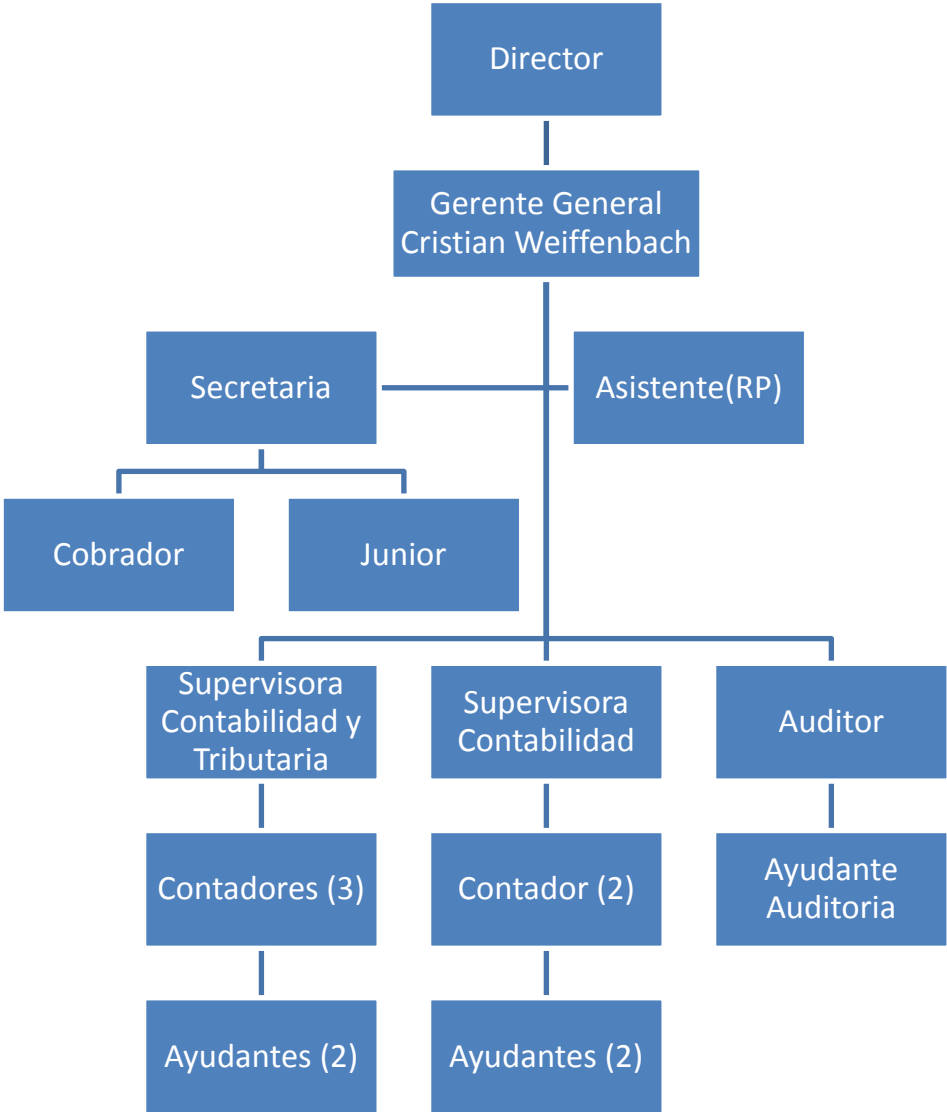 Director
Gerente General
Cristian Weiffenbach
Secretaria
Asistente(RP)
Cobrador
Junior
Supervisora
Contabilidad y
Tributaria
Supervisora
Contabilidad
Auditor
Contadores (3)
Contador (2)
Ayudante
Auditoria
Ayudantes (2)
Ayudantes (2)